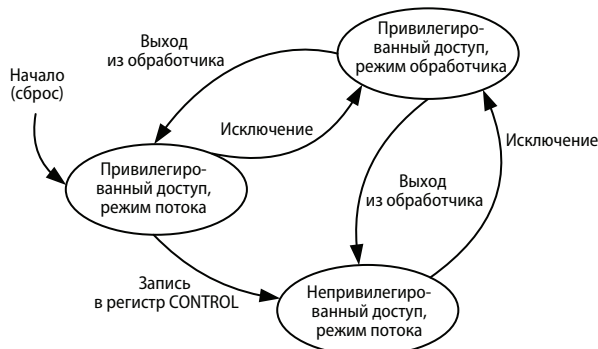 Привилегиро-
ванный доступ,
режим обработчика
Выход
из обработчика
Начало
(сброс)
Исключение
Исключение
Привилегиро-
ванный доступ,
режим потока
Выход
из обработчика
Запись
в регистр CONTROL
Непривилегиро-
ванный доступ,
режим потока